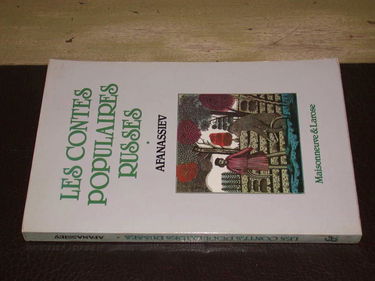 LES CONTES
POPULAIRES
RUSSES
*
AFANASSIEV
Maisonneuve & Larose
AFANASSIEV * LES CONTES POPULAIRES RUSSES